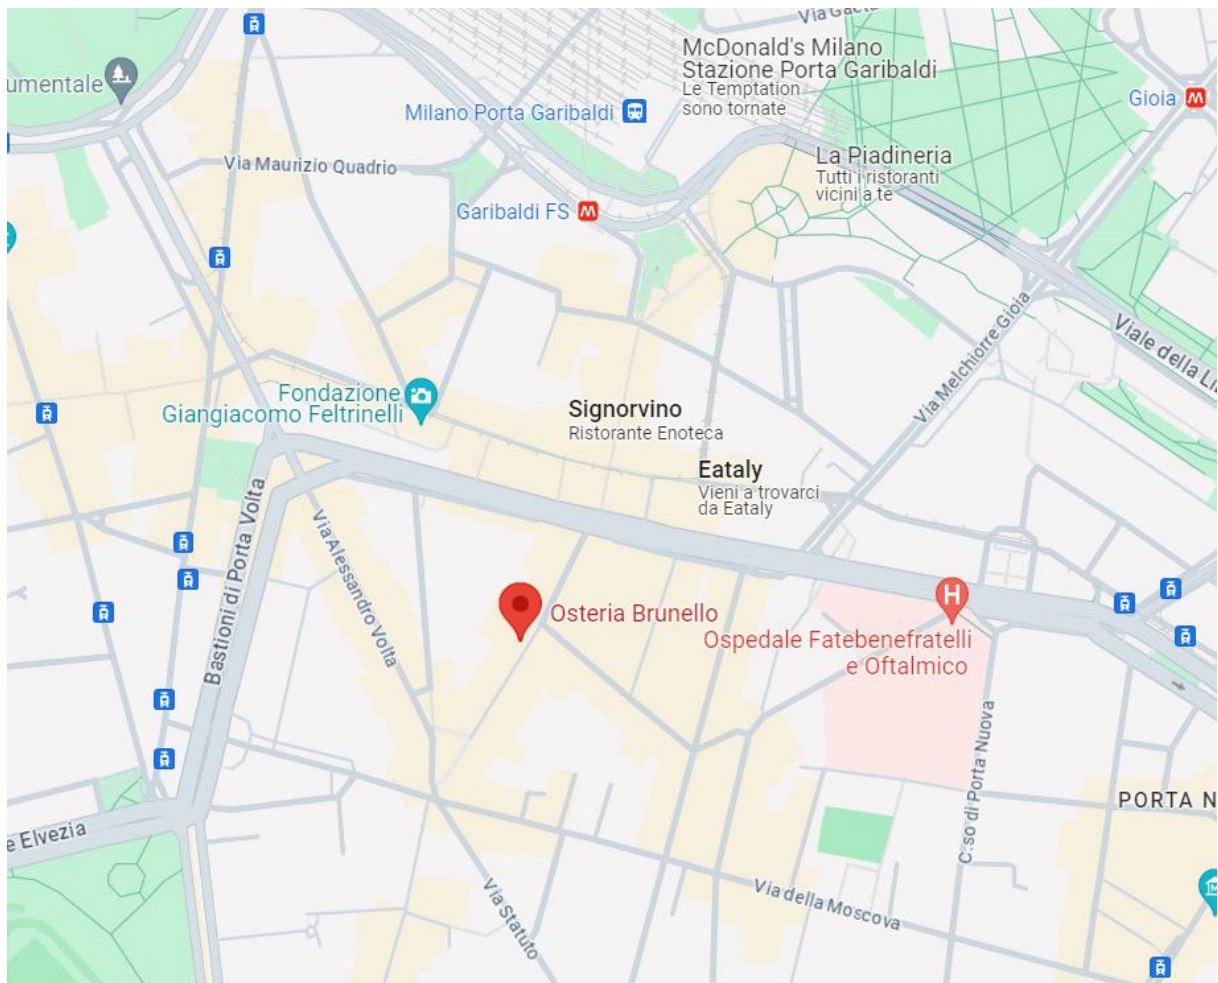 Via Gaeta
McDonald's Milano
Stazione Porta Garibaldi
Le Temptation
sono tornate
umentale
Gioia M
Milano Porta Garibaldi
La Piadineria
Tutti i ristoranti
vicini a te
Via Maurizio Quadrio
Garibaldi FS M
Via Melchiorre Gioia
Viale della Li
Fondazione
Giangiacomo Feltrinelli
Signorvino
Ristorante Enoteca
Eataly
Vieni a trovarci
da Eataly
Bastioni di Porta Volta
Via Alessandro Volta
Osteria Brunello
H
Ospedale Fatebenefratelli
e Oftalmico
C.so di Porta Nuova
PORTA N
e Elvezia
Via Statuto
Via della Moscova
M